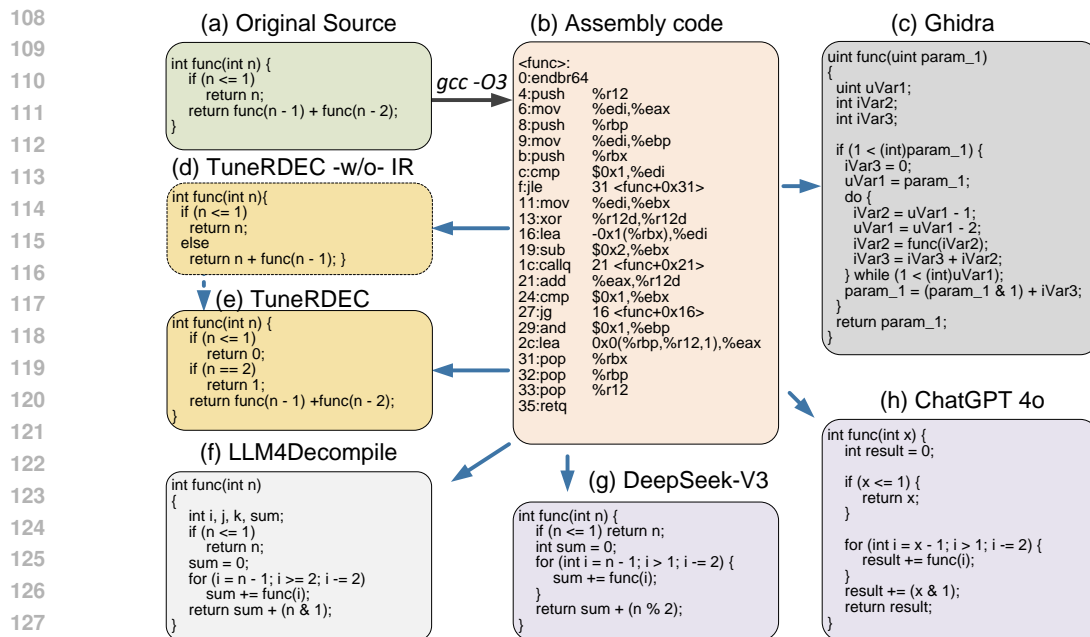 108
109
110
111
112
113
114
115
116
117
118
119
120
121
122
123
124
125
126
127
(a) Original Source
int func(int n) {
if (n <= 1)
return n;
return func(n - 1) + func(n - 2);
}
gcc -O3
(b) Assembly code
<func>:
0:endbr64
4:push %r12
6:mov %edi,%eax
8:push %rbp
9:mov %edi,%ebp
b:push %rbx
c:cmp $0x1,%edi
f:jle 31 <func+0x31>
11:mov %edi,%ebx
13:xor %r12d,%r12d
16:lea -0x1(%rbx),%edi
19:sub $0x2,%ebx
1c:callq 21 <func+0x21>
21:add %eax,%r12d
24:cmp $0x1,%ebx
27:jg 16 <func+0x16>
29:and $0x1,%ebp
2c:lea 0x0(%rbp,%r12,1),%eax
31:pop %rbx
32:pop %rbp
33:pop %r12
35:retq
(c) Ghidra
uint func(uint param_1)
{
uint uVar1;
int iVar2;
int iVar3;
if (1 < (int)param_1) {
iVar3 = 0;
uVar1 = param_1;
do {
iVar2 = uVar1 - 1;
uVar1 = uVar1 - 2;
iVar2 = func(iVar2);
iVar3 = iVar3 + iVar2;
} while (1 < (int)uVar1);
param_1 = (param_1 & 1) + iVar3;
}
return param_1;
}
(d) TuneRDEC -w/o- IR
int func(int n){
if (n <= 1)
return n;
else
return n + func(n - 1); }
(e) TuneRDEC
int func(int n) {
if (n <= 1)
return 0;
if (n == 2)
return 1;
return func(n - 1) +func(n - 2);
}
(f) LLM4Decompile
int func(int n)
{
int i, j, k, sum;
if (n <= 1)
return n;
sum = 0;
for (i = n - 1; i >= 2; i -= 2)
sum += func(i);
return sum + (n & 1);
}
(g) DeepSeek-V3
int func(int n) {
if (n <= 1) return n;
int sum = 0;
for (int i = n - 1; i > 1; i -= 2) {
sum += func(i);
}
return sum + (n % 2);
}
(h) ChatGPT 4o
int func(int x) {
int result = 0;
if (x <= 1) {
return x;
}
for (int i = x - 1; i > 1; i -= 2) {
result += func(i);
}
result += (x & 1);
return result;
}